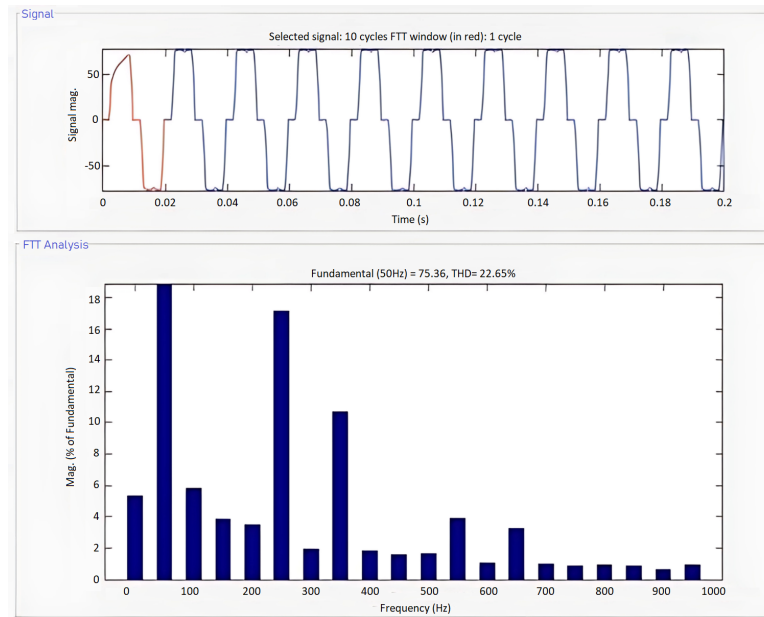 Signal
Selected signal: 10 cycles FTT window (in red): 1 cycle
Signal mag.
50
0
-50
0 0.02 0.04 0.06 0.08 0.1 0.12 0.14 0.16 0.18 0.2
Time (s)
FTT Analysis
Fundamental (50Hz) = 75.36, THD= 22.65%
Mag. (% of Fundamental)
18
16
14
12
10
8
6
4
2
0
0 100 200 300 400 500 600 700 800 900 1000
Frequency (Hz)